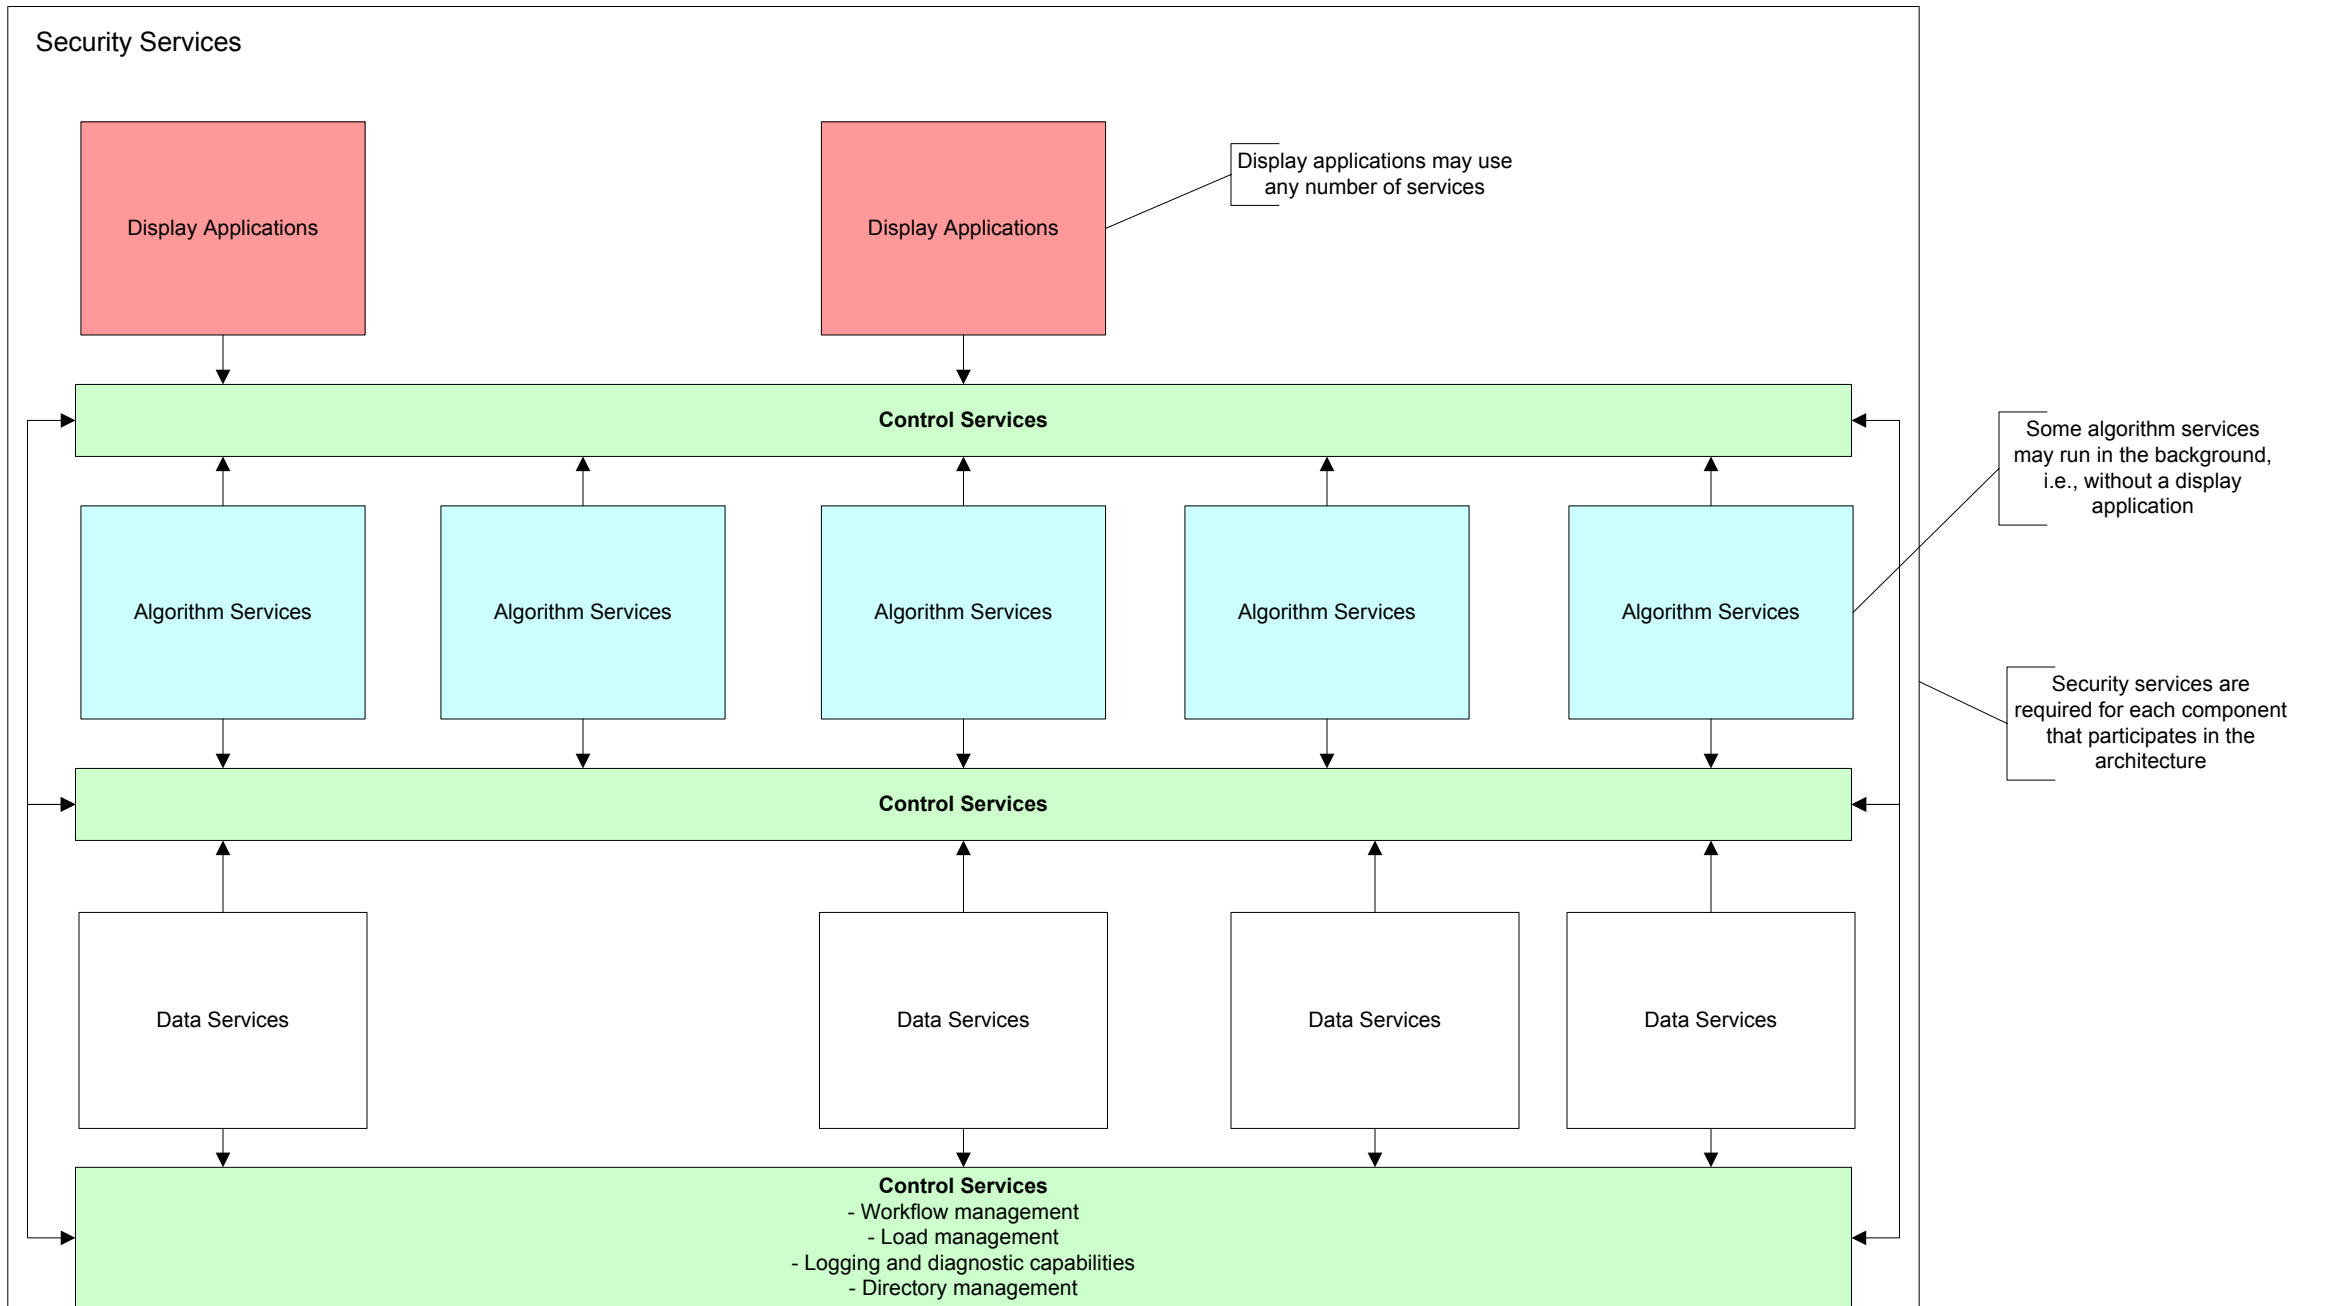 Security Services
Display Applications
Display Applications
Display applications may use
any number of services
Control Services
Some algorithm services
may run in the background,
i.e., without a display
application
Algorithm Services
Algorithm Services
Algorithm Services
Algorithm Services
Algorithm Services
Security services are
required for each component
that participates in the
architecture
Control Services
Data Services
Data Services
Data Services
Data Services
Control Services
- Workflow management
- Load management
- Logging and diagnostic capabilities
- Directory management